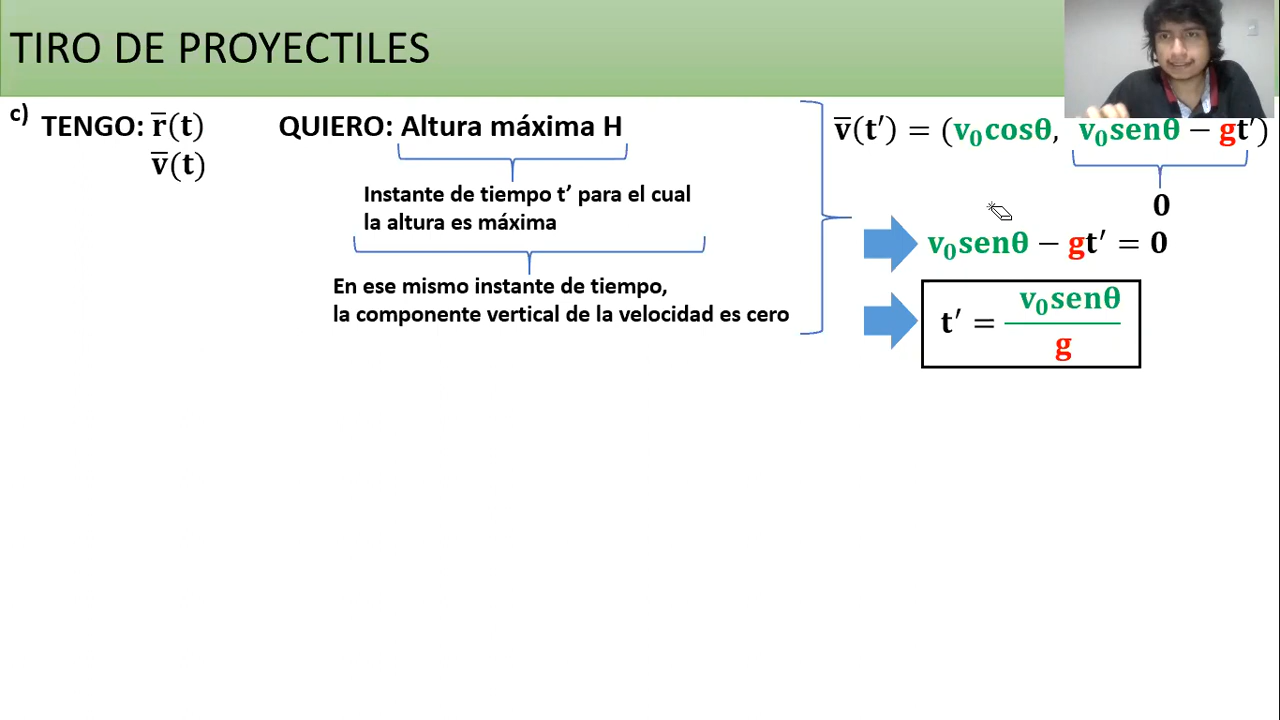 TIRO DE PROYECTILES
c) TENGO: r̅(t)
v̅(t)
QUIERO: Altura máxima H
Instante de tiempo t′ para el cual
la altura es máxima
En ese mismo instante de tiempo,
la componente vertical de la velocidad es cero
v̅(t′) = (v₀cosθ, v₀senθ − gt′)
0
v₀senθ − gt′ = 0
t′ = v₀senθ / g